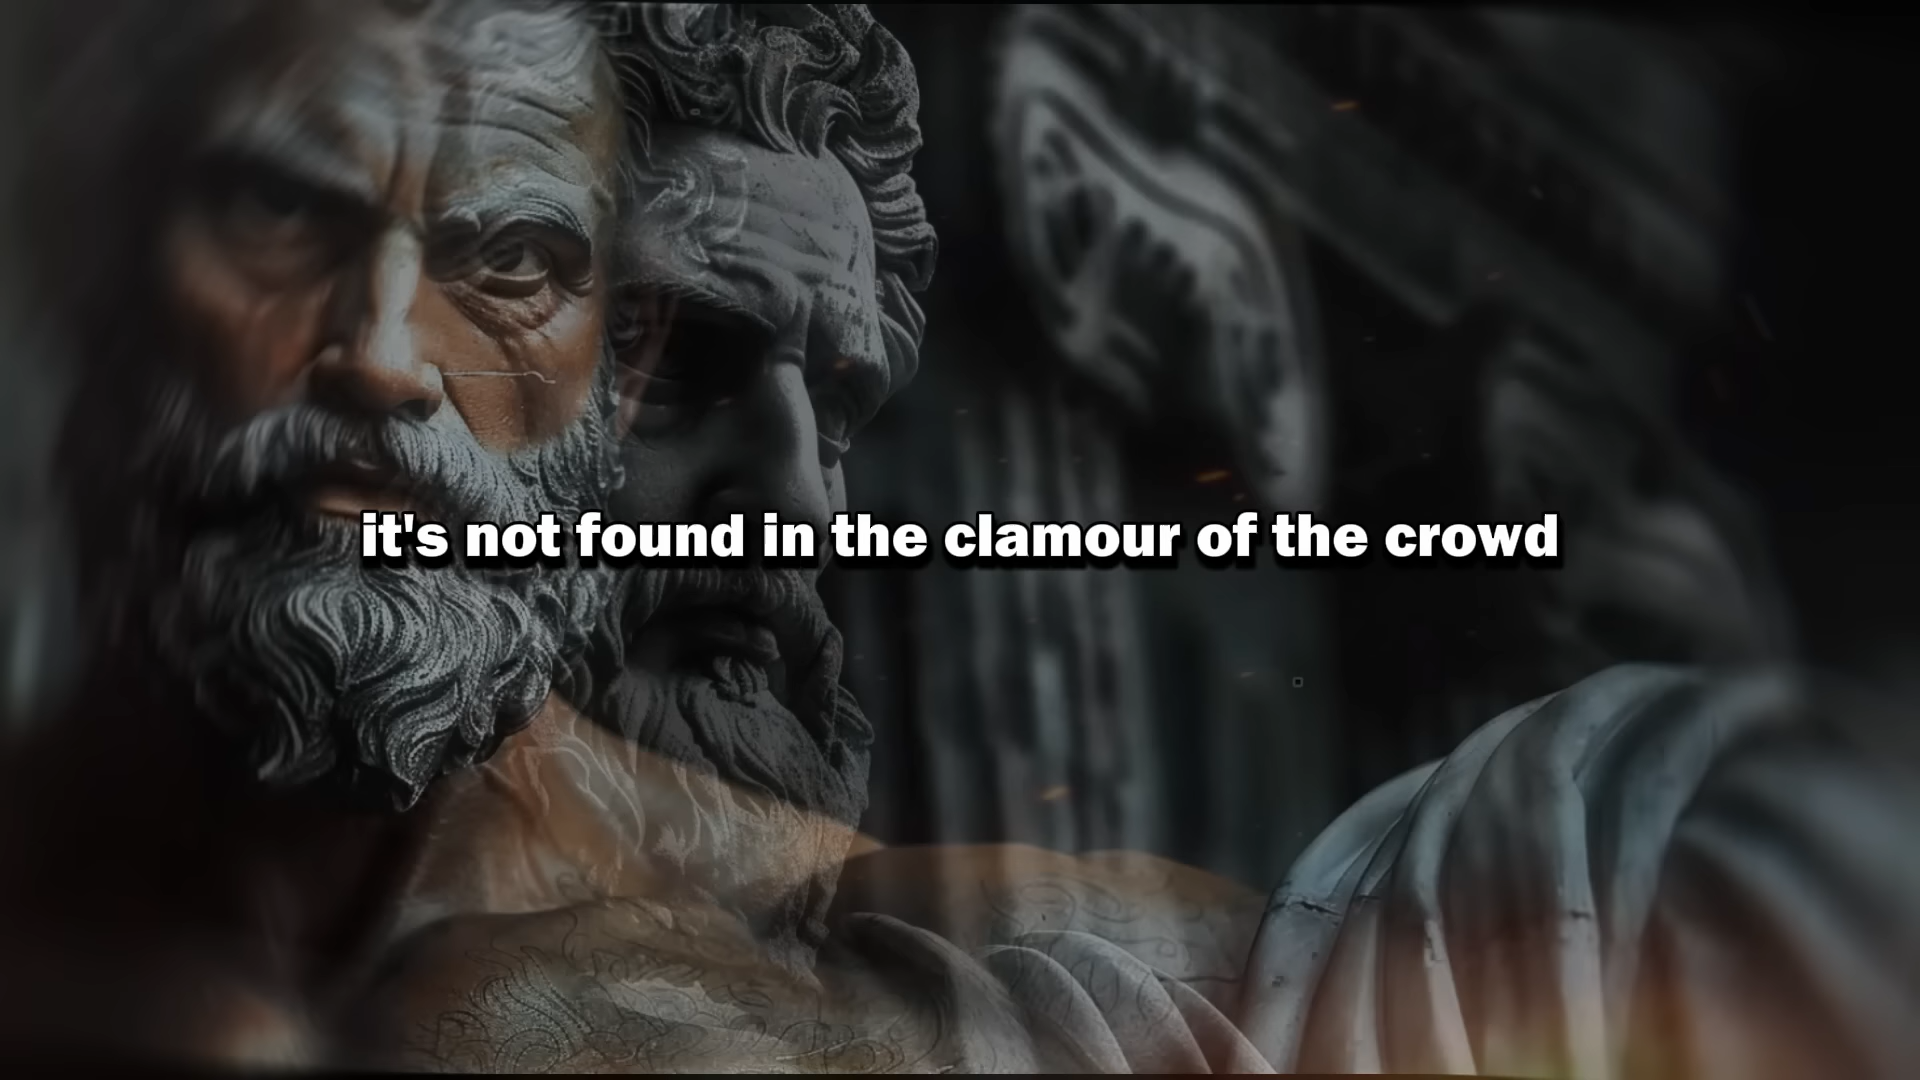 it's not found in the clamour of the crowd